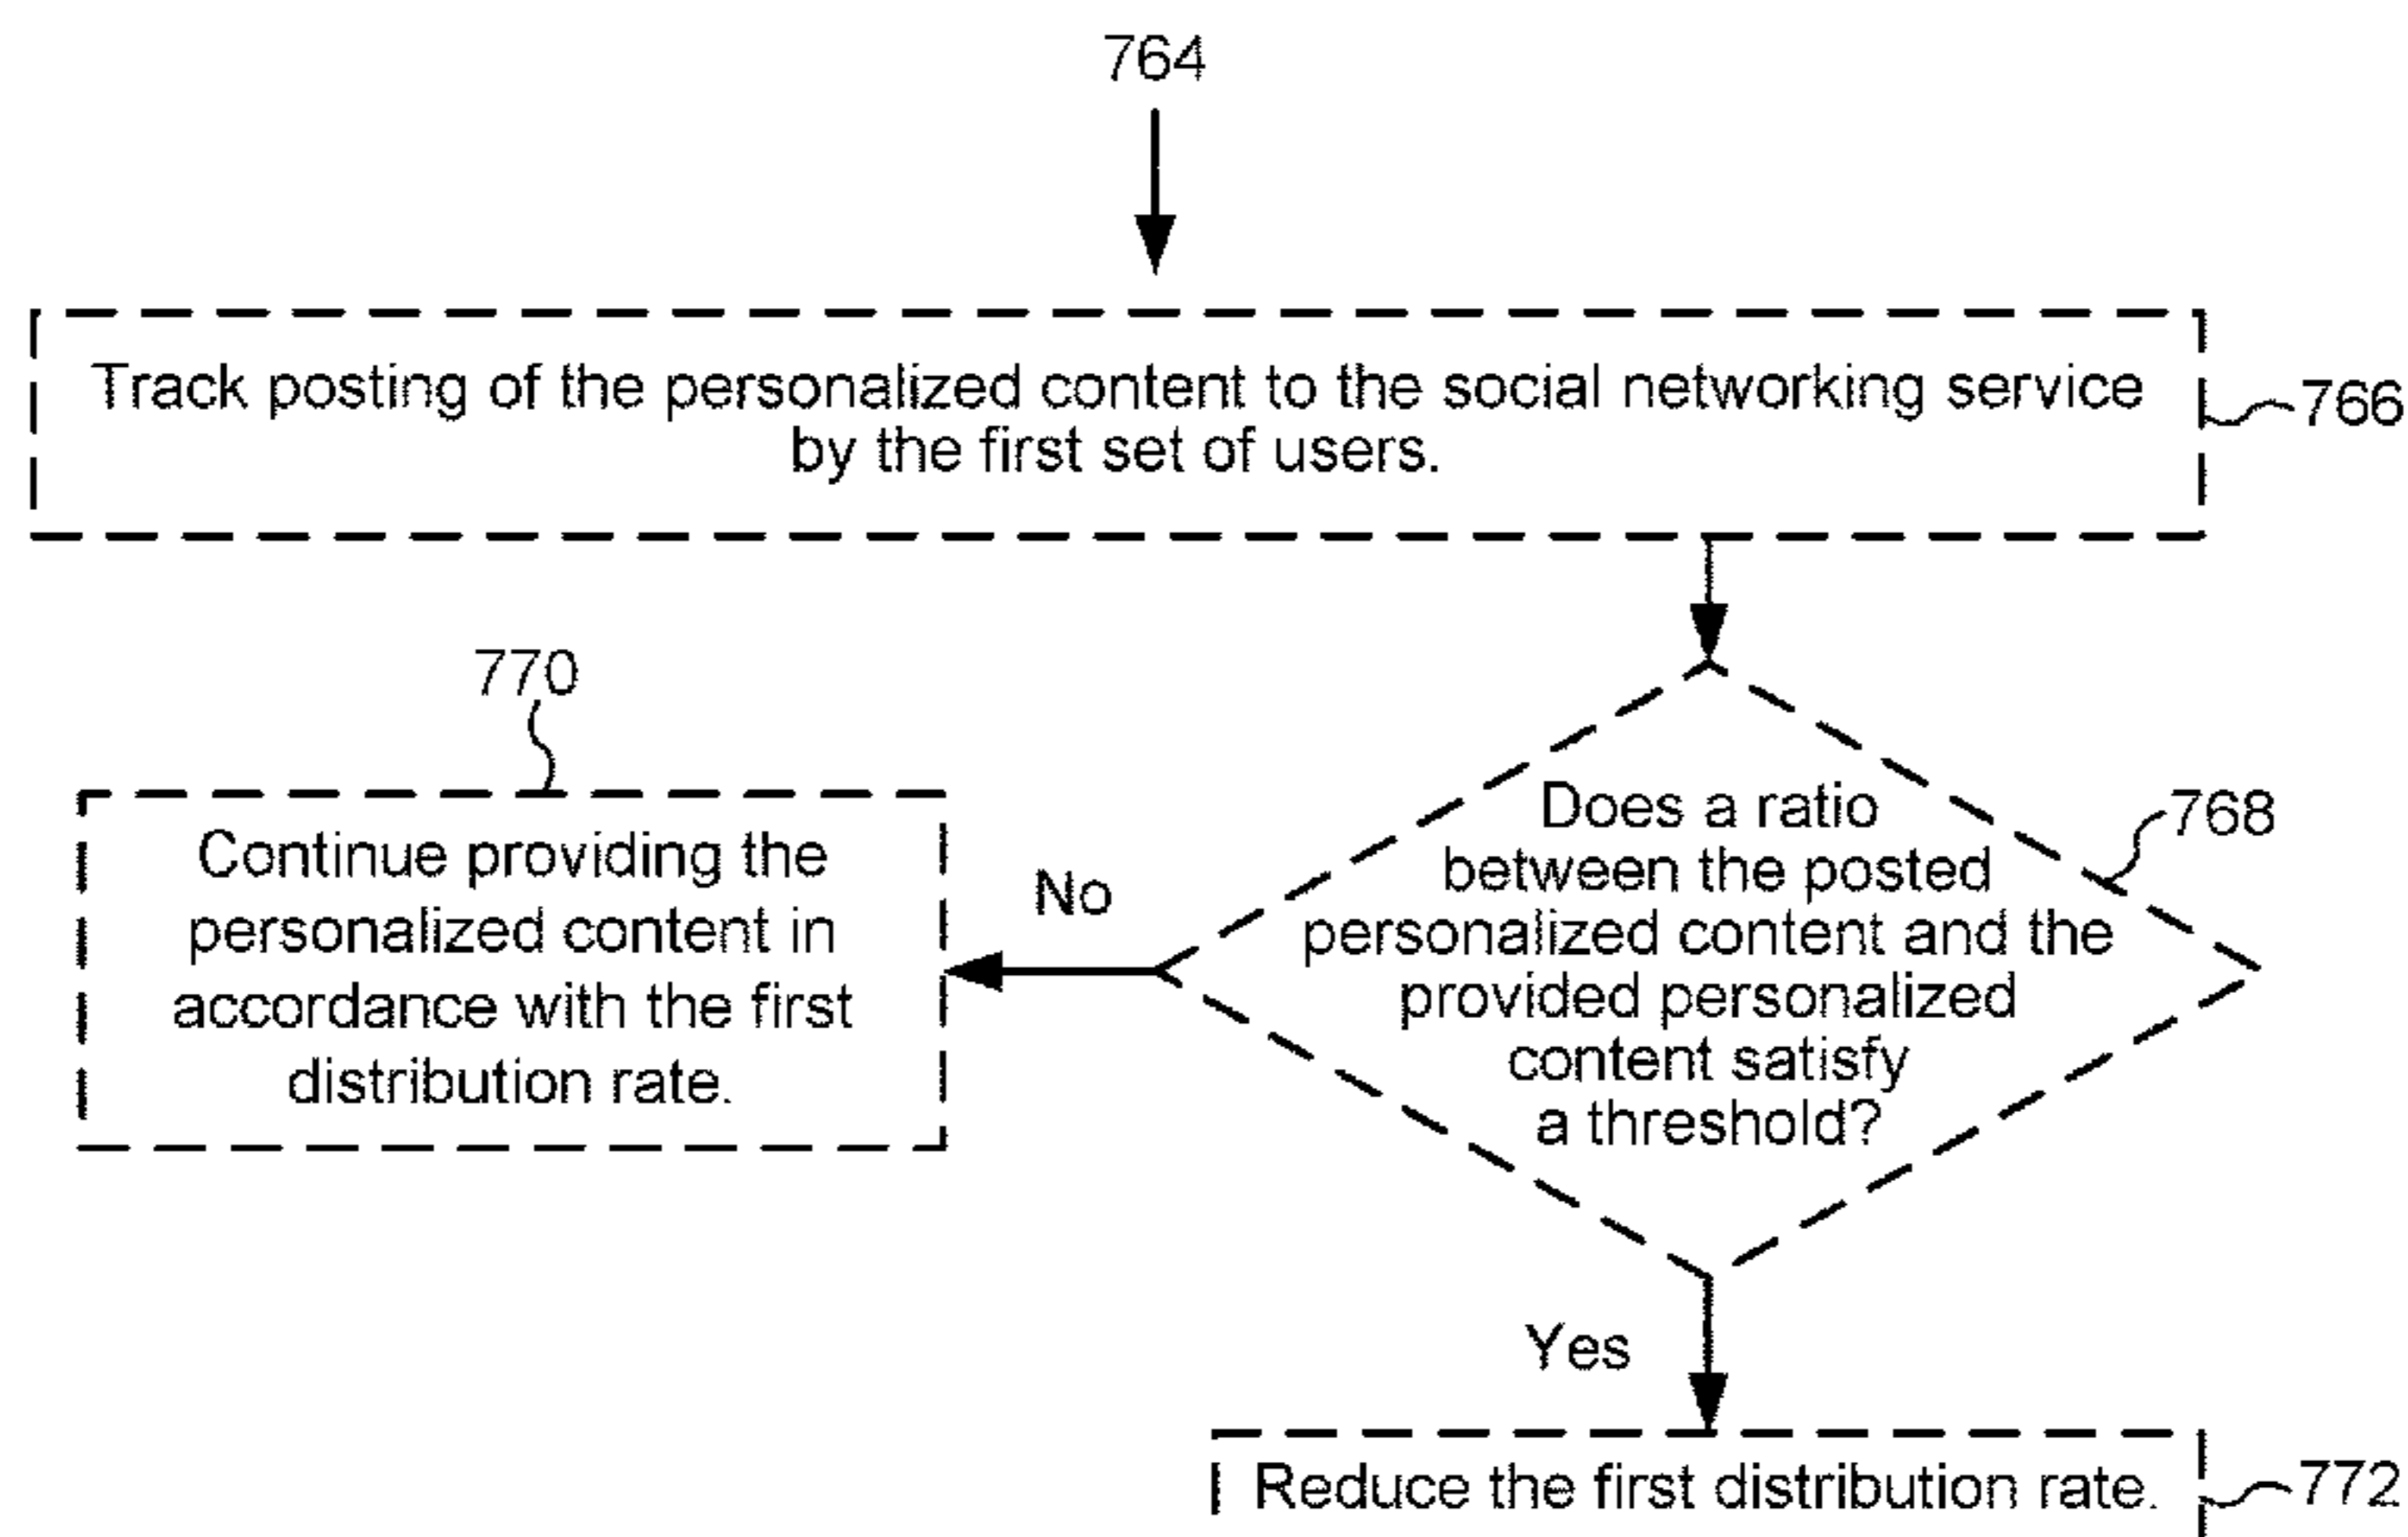 764
Track posting of the personalized content to the social networking service
by the first set of users.
766
770
Continue providing the
personalized content in
accordance with the first
distribution rate.
No
Does a ratio
between the posted
personalized content and the
provided personalized
content satisfy
a threshold?
768
Yes
Reduce the first distribution rate.
772